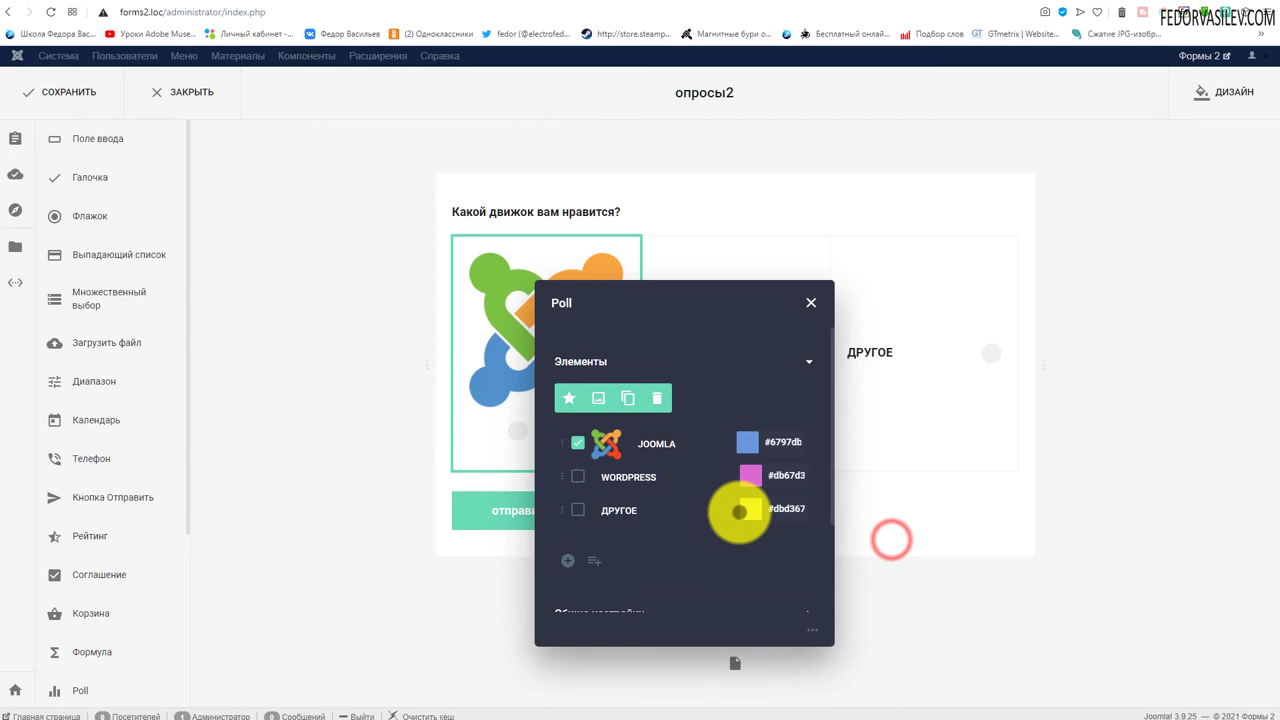 forms2.loc/administrator/index.php
FEDORVASILEV.COM
Школа Федора Ва...
Уроки Adobe Muse...
Личный кабинет -...
Федор Васильев
(2) Одноклассники
fedor (@electrofed...
http://store.steamp...
Магнитные бури о...
Бесплатный онлай...
Подбор слов
GTmetrix | Website...
Сжатие JPG-изобр...
Система
Пользователи
Меню
Материалы
Компоненты
Расширения
Справка
Формы 2
СОХРАНИТЬ
ЗАКРЫТЬ
опросы2
ДИЗАЙН
Поле ввода
Галочка
Флажок
Выпадающий список
Множественный
выбор
Загрузить файл
Диапазон
Календарь
Телефон
Кнопка Отправить
Рейтинг
Соглашение
Корзина
Формула
Poll
Какой движок вам нравится?
ДРУГОЕ
отправи
Poll
Элементы
JOOMLA
#6797db
WORDPRESS
#db67d3
ДРУГОЕ
#dbd367
Общие настройки
Главная страница
0 Посетителей
1 Администратор
0 Сообщений
Выйти
Очистить кеш
Joomla! 3.9.25 — © 2021 Формы 2